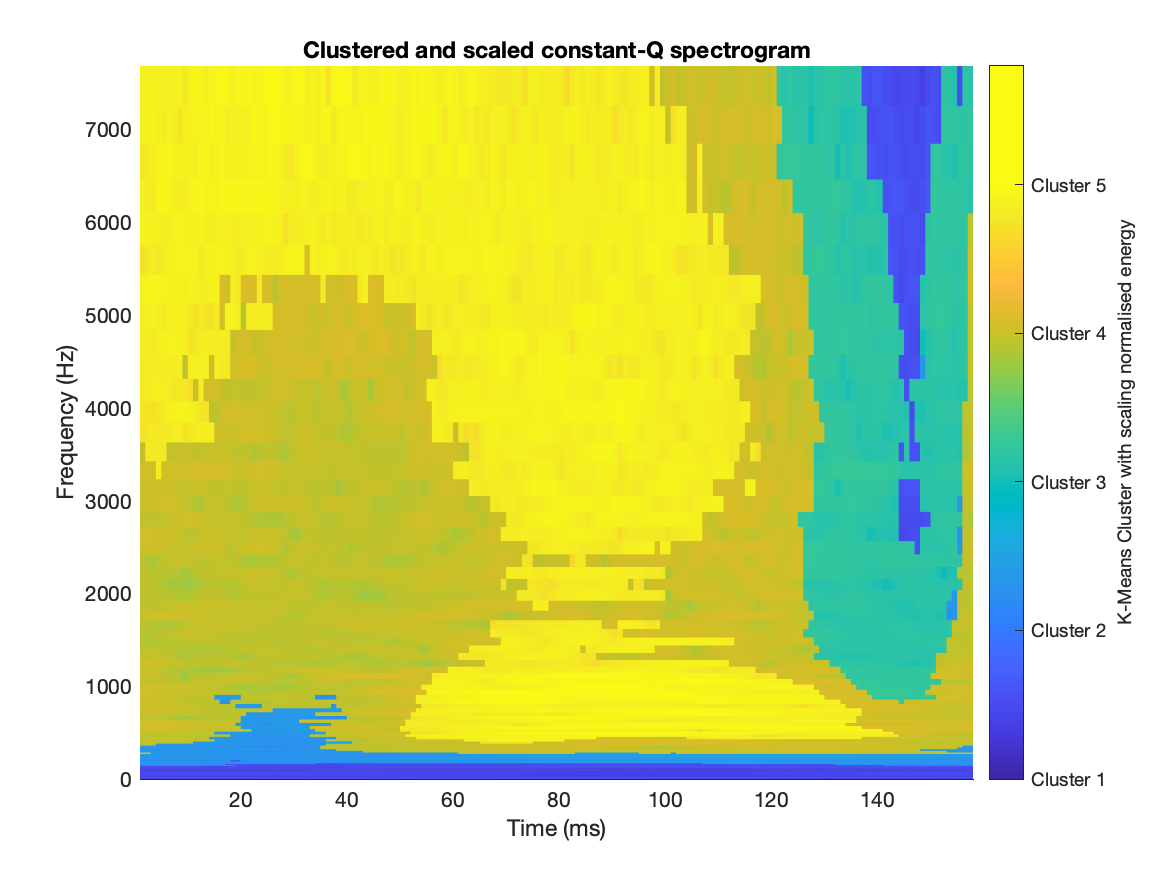 Clustered and scaled constant-Q spectrogram
7000
6000
5000
4000
3000
2000
1000
0
Frequency (Hz)
20
40
60
80
100
120
140
Time (ms)
Cluster 5
Cluster 4
Cluster 3
Cluster 2
Cluster 1
K-Means Cluster with scaling normalised energy